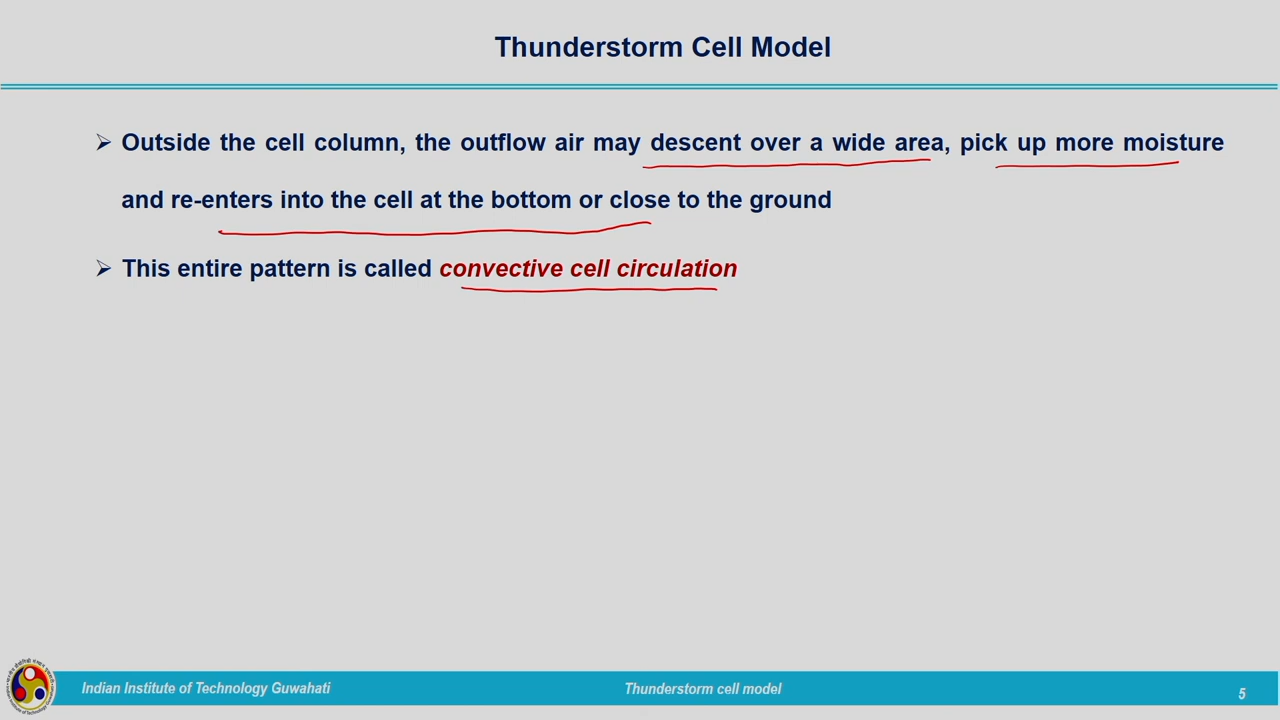 Thunderstorm Cell Model
➢ Outside the cell column, the outflow air may descent over a wide area, pick up more moisture
and re-enters into the cell at the bottom or close to the ground
➢ This entire pattern is called convective cell circulation
Indian Institute of Technology Guwahati
Thunderstorm cell model
5